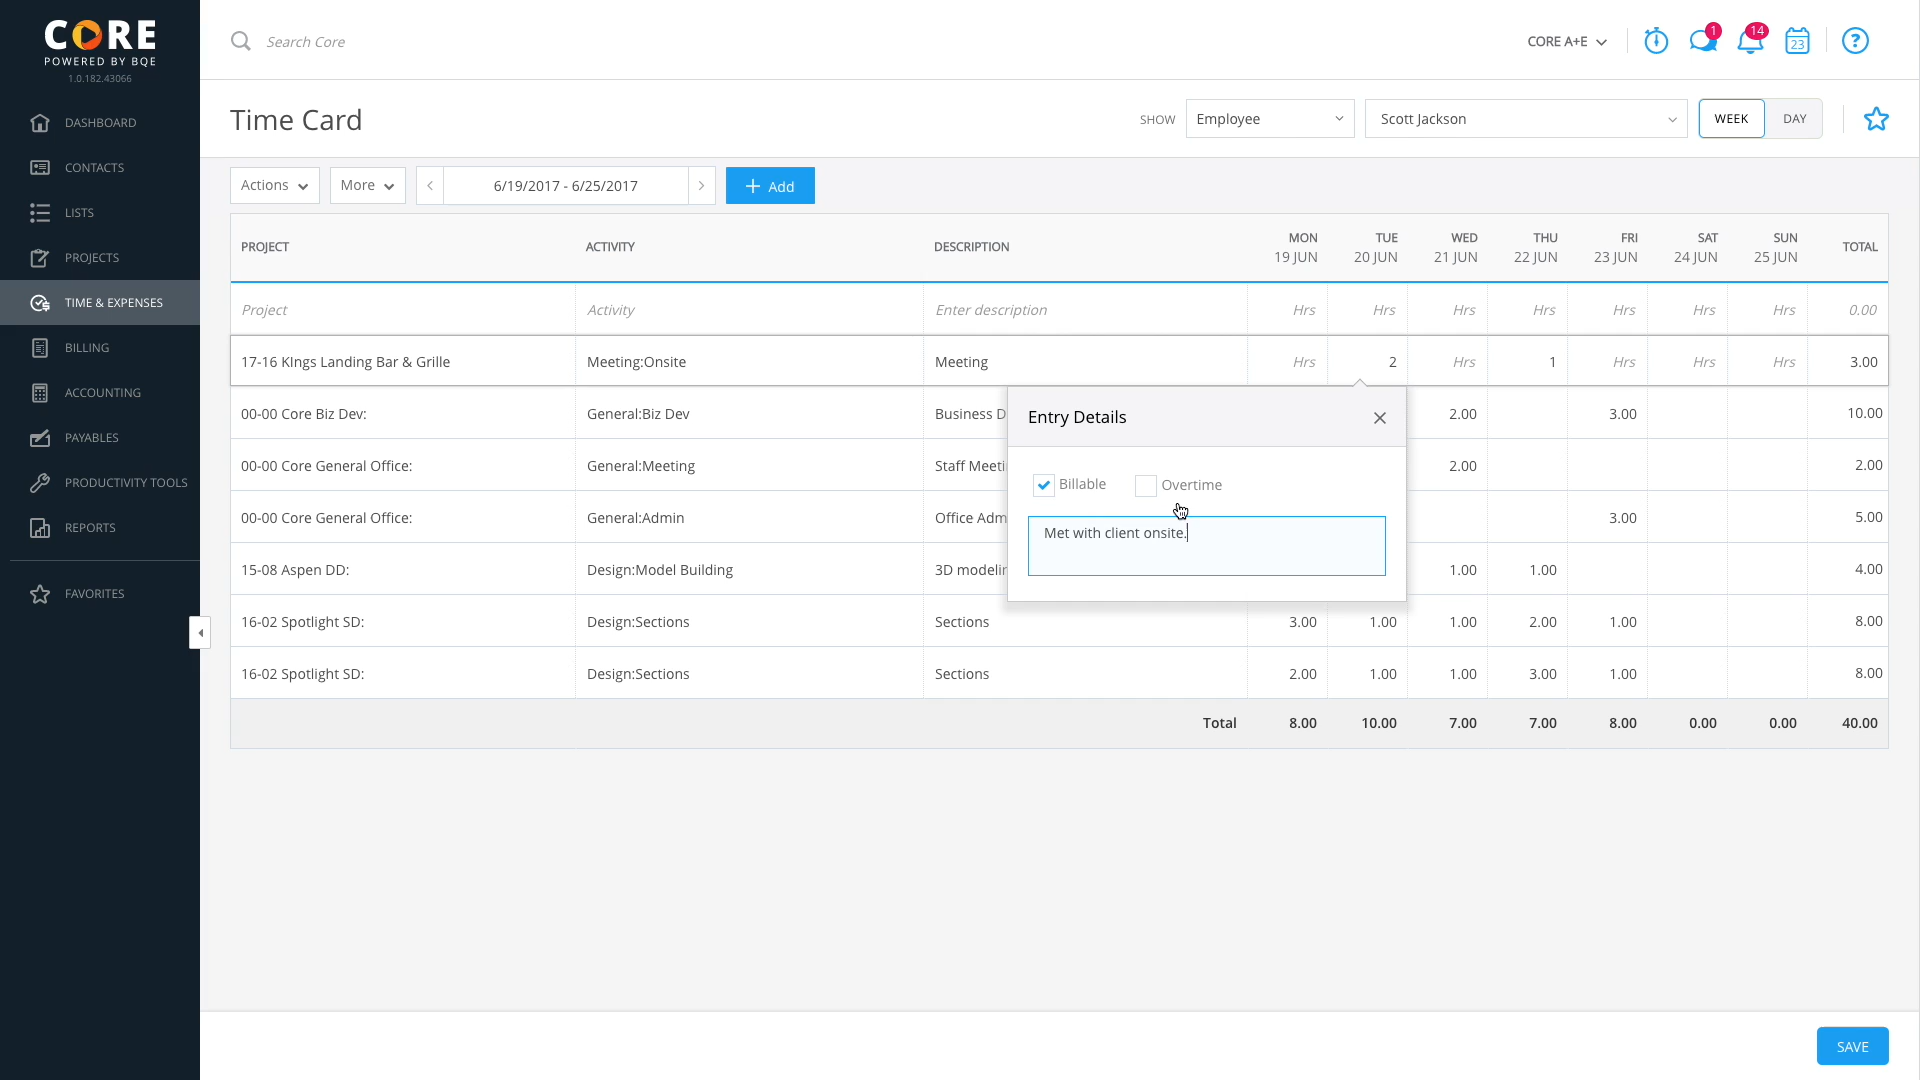 CORE
POWERED BY BQE
1.0.182.43066
DASHBOARD
CONTACTS
LISTS
PROJECTS
TIME & EXPENSES
BILLING
ACCOUNTING
PAYABLES
PRODUCTIVITY TOOLS
REPORTS
FAVORITES
Search Core
CORE A+E
1
14
23
?
Time Card
SHOW Employee Scott Jackson WEEK DAY
Actions More 6/19/2017 - 6/25/2017 + Add
PROJECT ACTIVITY DESCRIPTION MON TUE WED THU FRI SAT SUN TOTAL
19 JUN 20 JUN 21 JUN 22 JUN 23 JUN 24 JUN 25 JUN
Project Activity Enter description Hrs Hrs Hrs Hrs Hrs Hrs Hrs 0.00
17-16 KIngs Landing Bar & Grille Meeting:Onsite Meeting Hrs 2 Hrs 1 Hrs Hrs Hrs 3.00
00-00 Core Biz Dev: General:Biz Dev Business D 2.00 3.00 10.00
00-00 Core General Office: General:Meeting Staff Meeti 2.00 2.00
00-00 Core General Office: General:Admin Office Adm 3.00 5.00
15-08 Aspen DD: Design:Model Building 3D modelin 1.00 1.00 4.00
16-02 Spotlight SD: Design:Sections Sections 3.00 1.00 1.00 2.00 1.00 8.00
16-02 Spotlight SD: Design:Sections Sections 2.00 1.00 1.00 3.00 1.00 8.00
Total 8.00 10.00 7.00 7.00 8.00 0.00 0.00 40.00
Entry Details
Billable Overtime
Met with client onsite.
SAVE